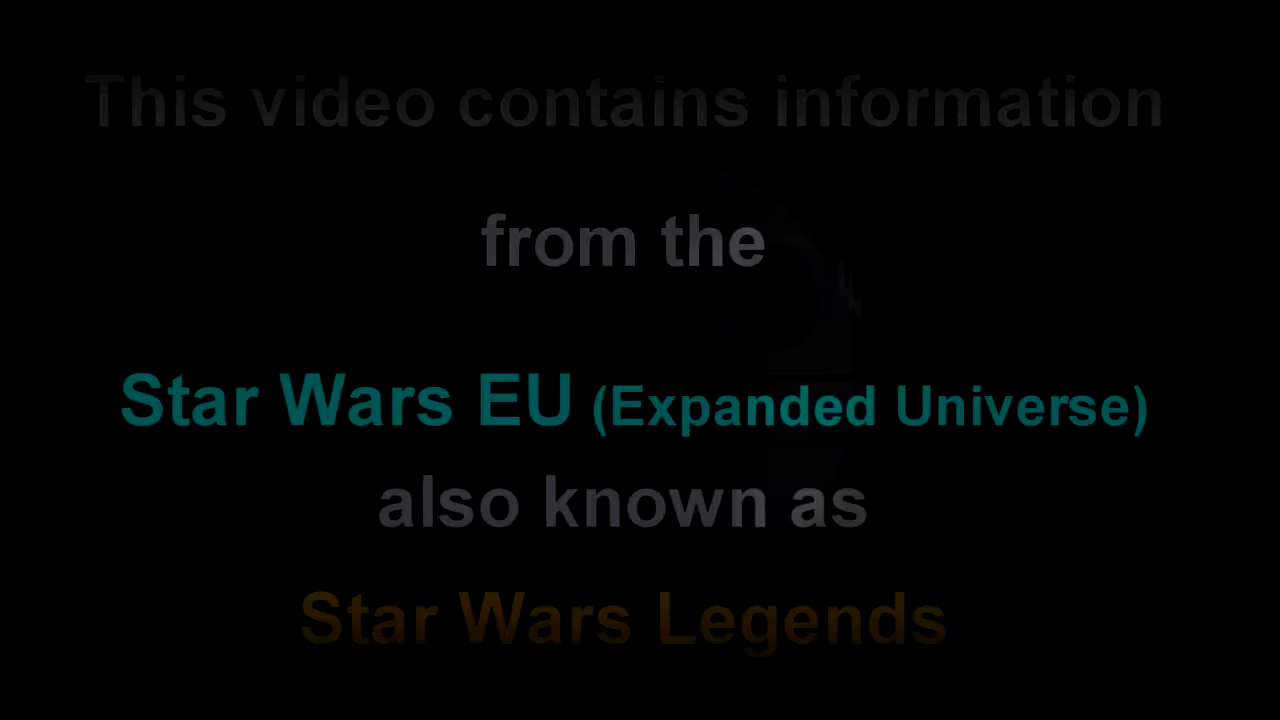 This video contains information
from the
Star Wars EU (Expanded Universe)
also known as
Star Wars Legends